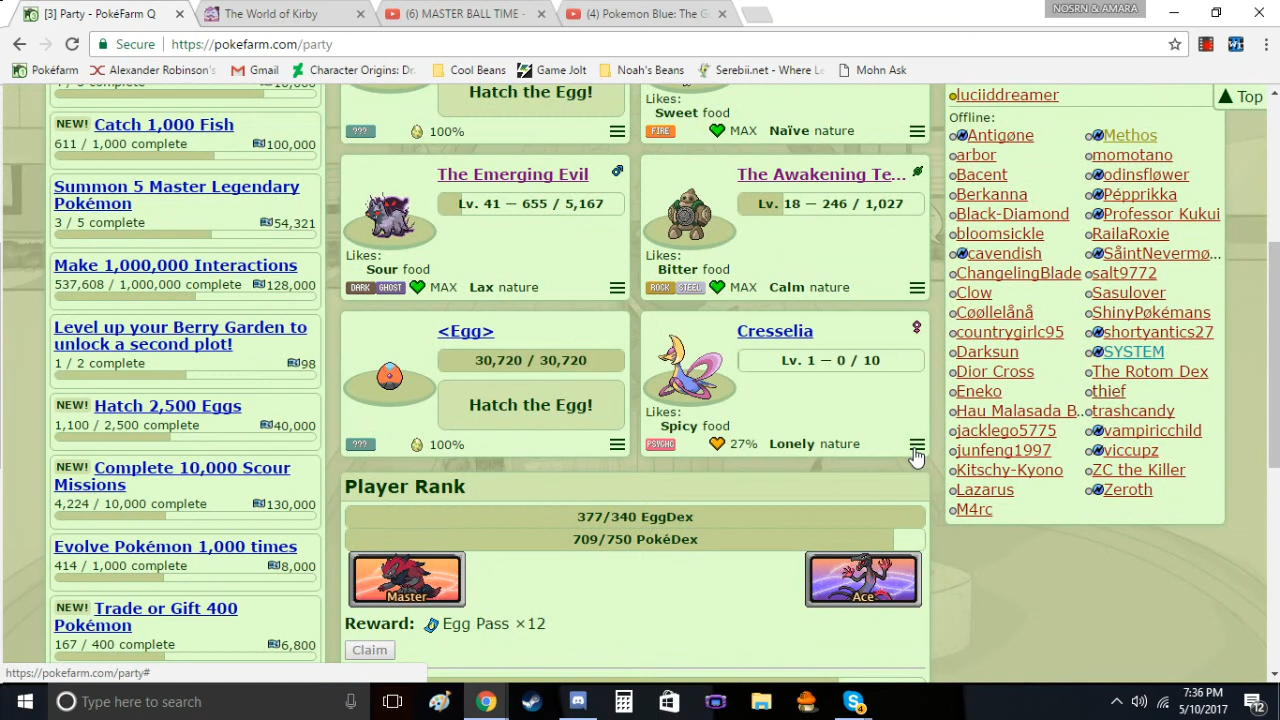 NOSRN & AMARA
[3] Party - PokéFarm Q
The World of Kirby
(6) MASTER BALL TIME -
(4) Pokemon Blue: The G
Secure
https://pokefarm.com/party
Pokéfarm
Alexander Robinson's
Gmail
Character Origins: Dr.
Cool Beans
Game Jolt
Noah's Beans
Serebii.net - Where Le
Mohn Ask
complete
NEW! Catch 1,000 Fish
611 / 1,000 complete
100,000
Summon 5 Master Legendary
Pokémon
3 / 5 complete
54,321
Make 1,000,000 Interactions
537,608 / 1,000,000 complete
128,000
Level up your Berry Garden to
unlock a second plot!
1 / 2 complete
98
NEW! Hatch 2,500 Eggs
1,100 / 2,500 complete
40,000
NEW! Complete 10,000 Scour
Missions
4,224 / 10,000 complete
130,000
Evolve Pokémon 1,000 times
414 / 1,000 complete
8,000
NEW! Trade or Gift 400
Pokémon
167 / 400 complete
6,800
Hatch the Egg!
???
100%
Likes:
Sweet food
FIRE
MAX
Naïve nature
The Emerging Evil
Lv. 41 — 655 / 5,167
Likes:
Sour food
DARK GHOST
MAX
Lax nature
The Awakening Te...
Lv. 18 — 246 / 1,027
Likes:
Bitter food
ROCK STEEL
MAX
Calm nature
<Egg>
30,720 / 30,720
Hatch the Egg!
???
100%
Cresselia
Lv. 1 — 0 / 10
Likes:
Spicy food
PSYCHC
27%
Lonely nature
Player Rank
377/340 EggDex
709/750 PokéDex
Master
Ace
Reward: Egg Pass ×12
Claim
luciiddreamer
Top
Offline:
Antigøne
Methos
arbor
momotano
Bacent
odinsfløwer
Berkanna
Pépprikka
Black-Diamond
Professor Kukui
bloomsickle
RailaRoxie
cavendish
SåintNevermø...
ChangelingBlade
salt9772
Clow
Sasulover
Cøøllelånå
ShinyPøkémans
countrygirlc95
shortyantics27
Darksun
SYSTEM
Dior Cross
The Rotom Dex
Eneko
thief
Hau Malasada B...
trashcandy
jacklego5775
vampiricchild
junfeng1997
viccupz
Kitschy-Kyono
ZC the Killer
Lazarus
Zeroth
M4rc
https://pokefarm.com/party#
Type here to search
4
7:36 PM
5/10/2017
12